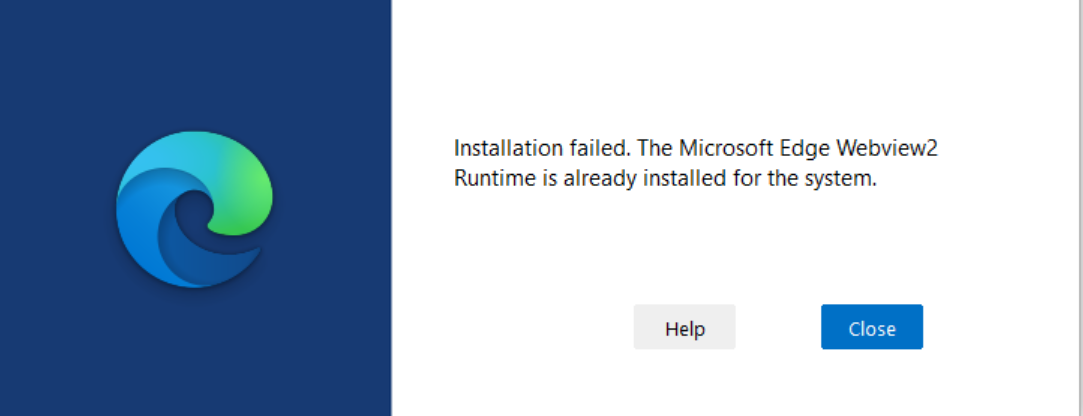 Installation failed. The Microsoft Edge Webview2
Runtime is already installed for the system.
Help
Close